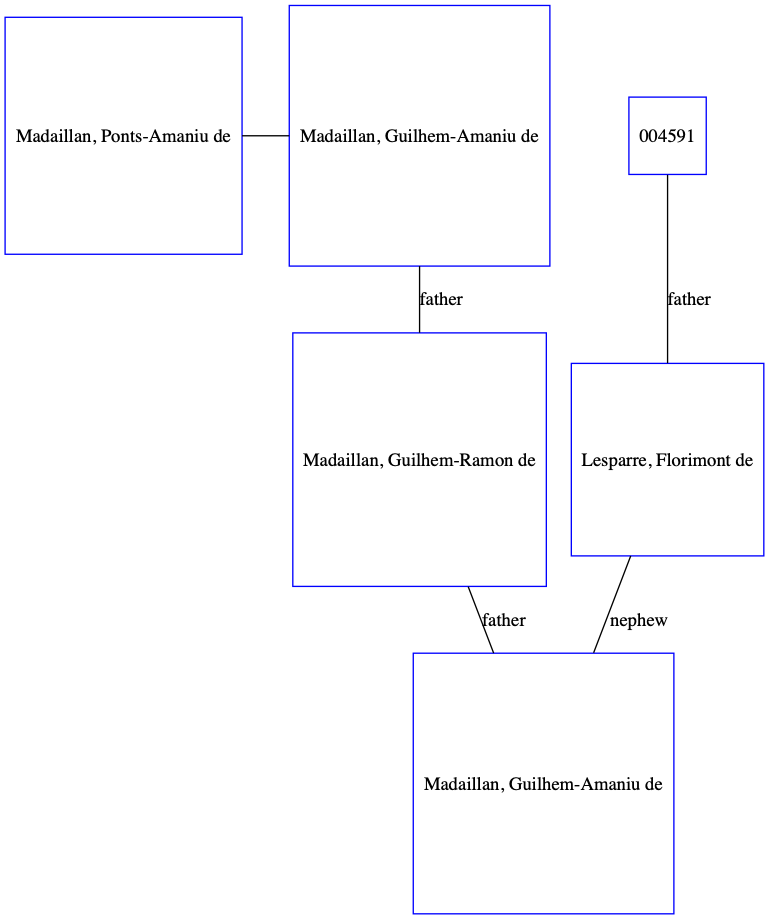 Madaillan, Ponts-Amaniu de
Madaillan, Guilhem-Amaniu de
004591
father
father
Madaillan, Guilhem-Ramon de
Lesparre, Florimont de
father
nephew
Madaillan, Guilhem-Amaniu de